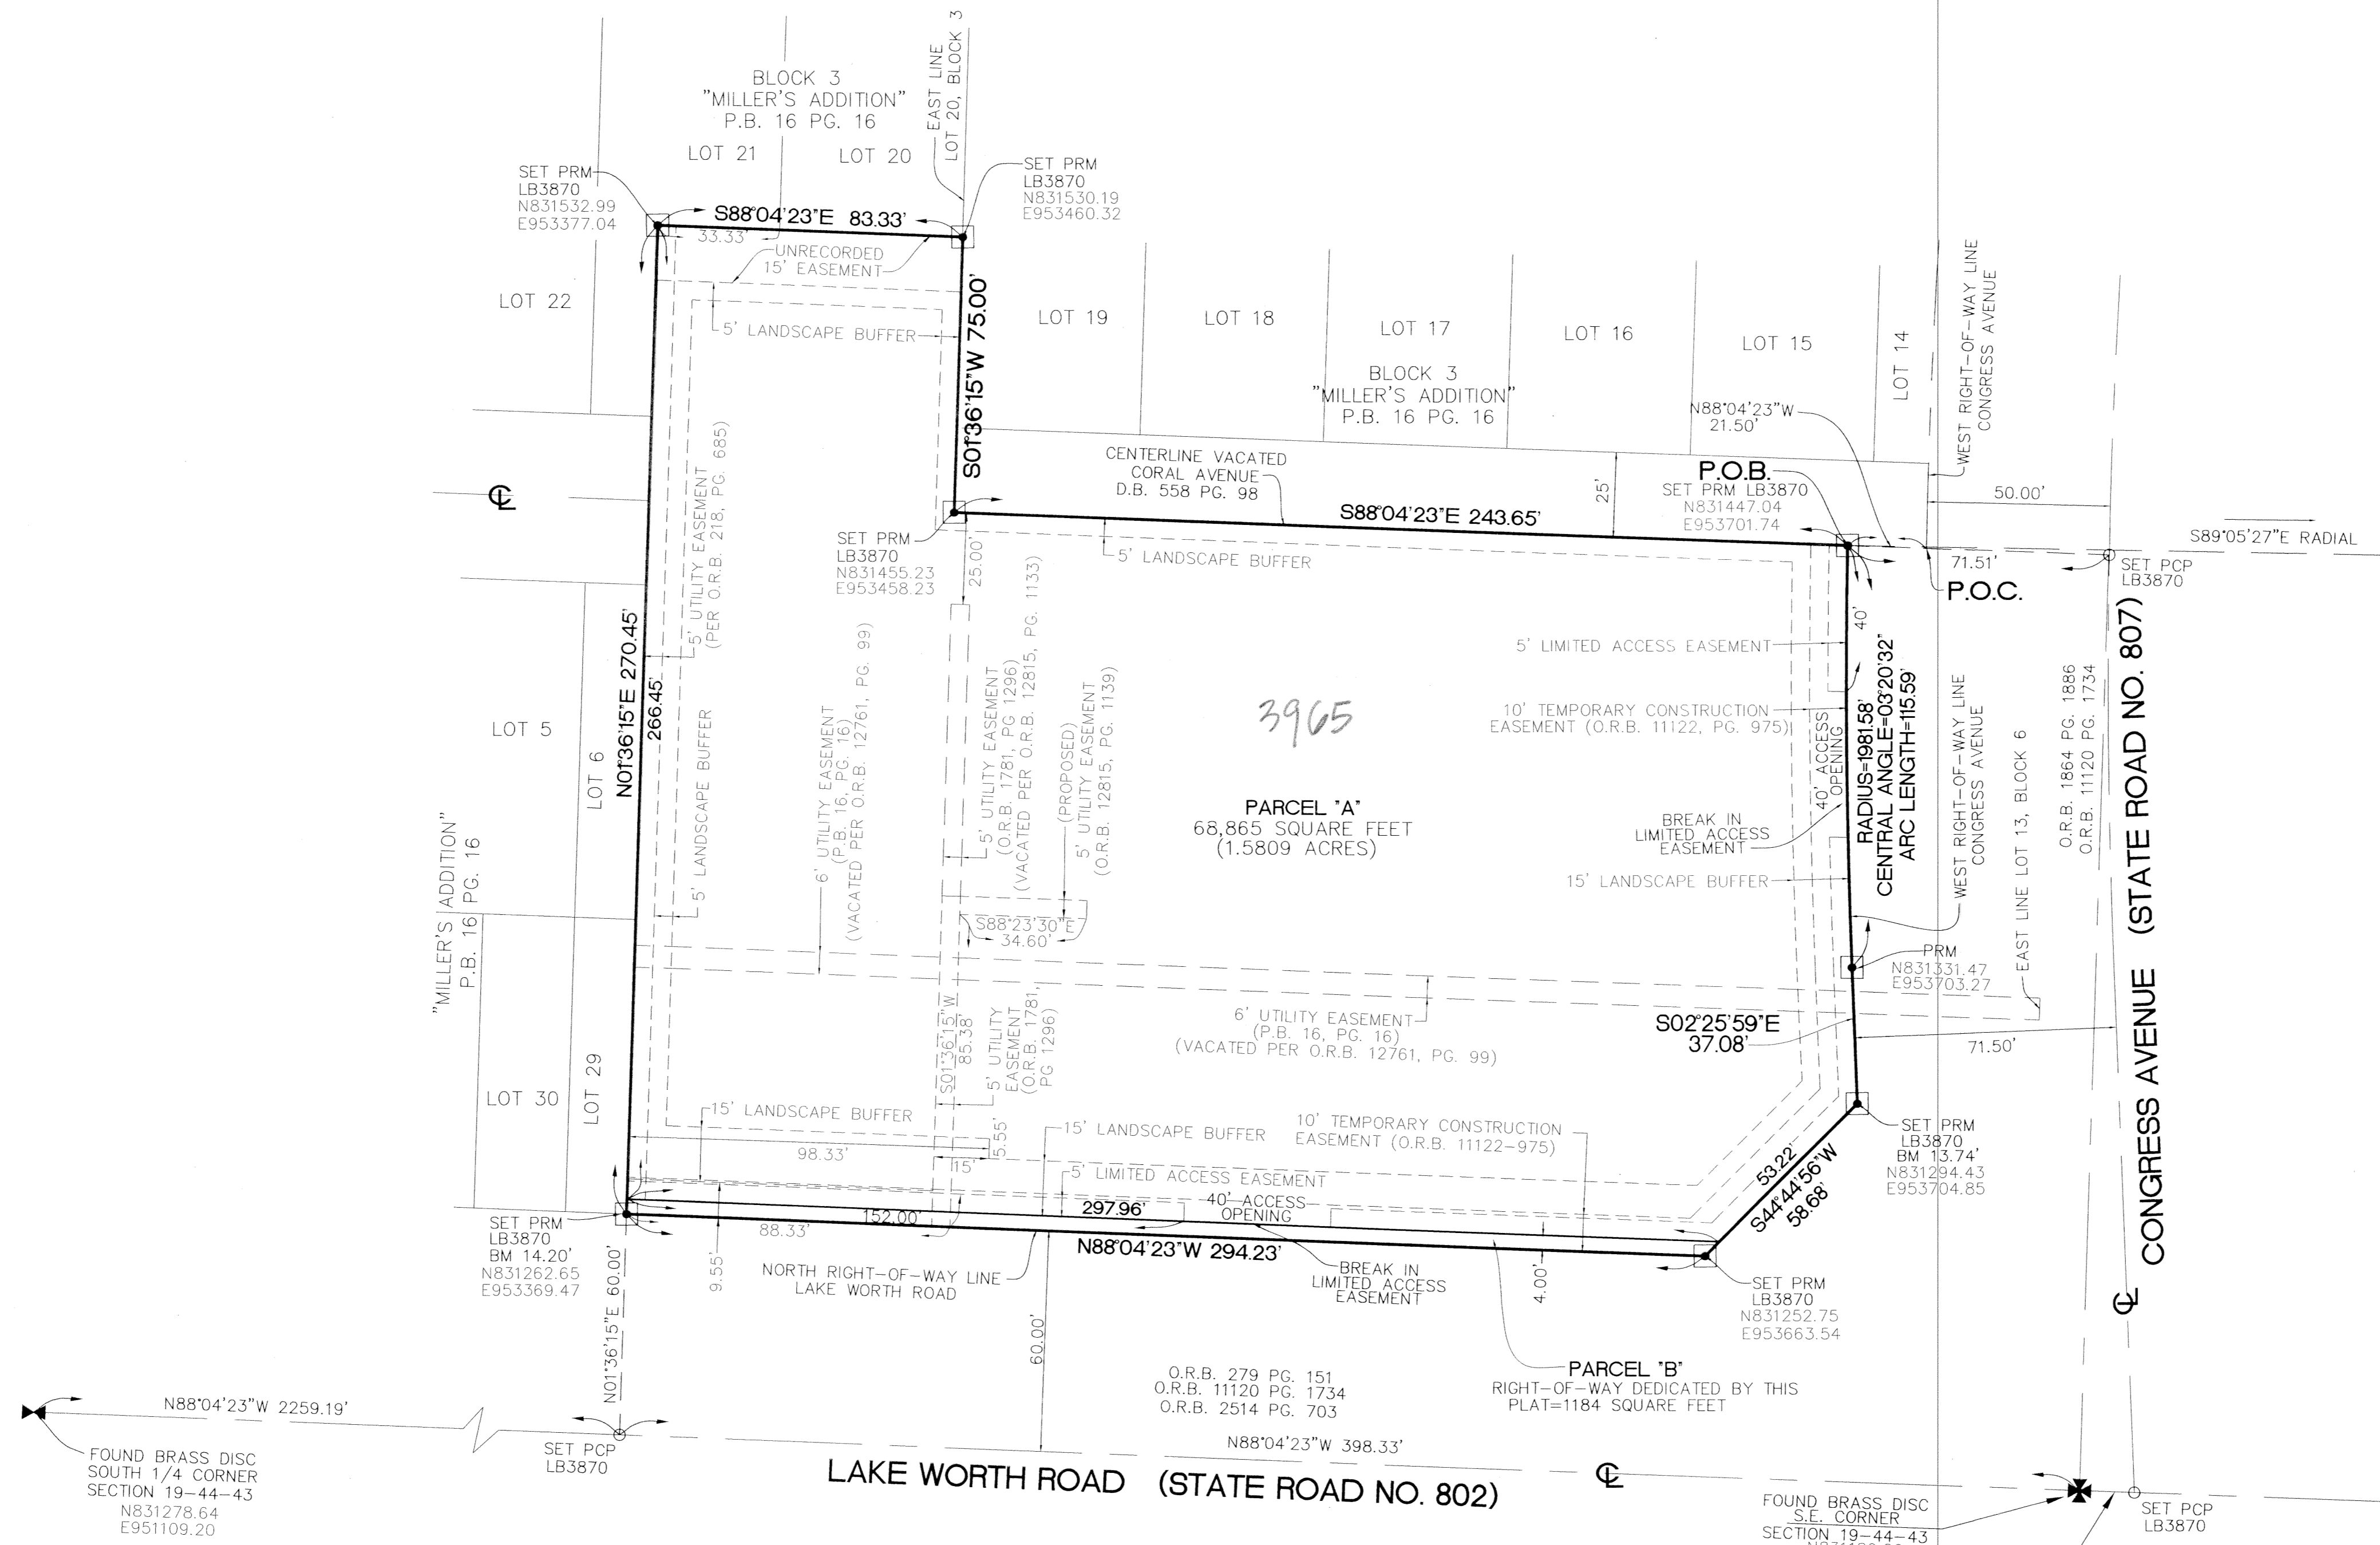 BLOCK 3
"MILLER'S ADDITION"
P.B. 16 PG. 16
LOT 21
LOT 20
EAST LINE
LOT 20, BLOCK 3
SET PRM
LB3870
N831532.99
E953377.04
SET PRM
LB3870
N831530.19
E953460.32
S88°04'23"E 83.33'
33.33'
UNRECORDED
15' EASEMENT
LOT 22
5' LANDSCAPE BUFFER
S01°36'15"W 75.00'
LOT 19
LOT 18
LOT 17
LOT 16
LOT 15
LOT 14
BLOCK 3
"MILLER'S ADDITION"
P.B. 16 PG. 16
WEST RIGHT-OF-WAY LINE
CONGRESS AVENUE
N88°04'23"W
21.50'
CENTERLINE VACATED
CORAL AVENUE
D.B. 558 PG. 98
25'
P.O.B.
SET PRM LB3870
N831447.04
E953701.74
50.00'
S89°05'27"E RADIAL
S88°04'23"E 243.65'
71.51'
SET PCP
LB3870
P.O.C.
CL
5' UTILITY EASEMENT
(PER O.R.B. 218, PG. 685)
SET PRM
LB3870
N831455.23
E953458.23
25.00'
5' LANDSCAPE BUFFER
40'
N01°36'15"E 270.45'
266.45'
LOT 5
LOT 6
5' LANDSCAPE BUFFER
6' UTILITY EASEMENT
(P.B. 16, PG. 16)
(VACATED PER O.R.B. 12761, PG. 99)
5' UTILITY EASEMENT
(O.R.B. 1781, PG 1296)
(VACATED PER O.R.B. 12815, PG. 1133)
(PROPOSED)
5' UTILITY EASEMENT
(O.R.B. 12815, PG. 1139)
3965
PARCEL "A"
68,865 SQUARE FEET
(1.5809 ACRES)
5' LIMITED ACCESS EASEMENT
10' TEMPORARY CONSTRUCTION
EASEMENT (O.R.B. 11122, PG. 975)
40' ACCESS
OPENING
BREAK IN
LIMITED ACCESS
EASEMENT
15' LANDSCAPE BUFFER
RADIUS=1981.58'
CENTRAL ANGLE=03°20'32"
ARC LENGTH=115.59'
WEST RIGHT-OF-WAY LINE
CONGRESS AVENUE
EAST LINE LOT 13, BLOCK 6
O.R.B. 1864 PG. 1886
O.R.B. 11120 PG. 1734
CONGRESS AVENUE (STATE ROAD NO. 807)
CL
"MILLER'S ADDITION"
P.B. 16 PG. 16
S88°23'30"E
34.60'
PRM
N831331.47
E953703.27
6' UTILITY EASEMENT
(P.B. 16, PG. 16)
(VACATED PER O.R.B. 12761, PG. 99)
S02°25'59"E
37.08'
71.50'
S01°36'15"W
85.38'
5' UTILITY
EASEMENT
(O.R.B. 1781,
PG 1296)
LOT 30
LOT 29
15' LANDSCAPE BUFFER
98.33'
15'
5.55'
15' LANDSCAPE BUFFER
10' TEMPORARY CONSTRUCTION
EASEMENT (O.R.B. 11122-975)
5' LIMITED ACCESS EASEMENT
40' ACCESS
OPENING
53.22'
S44°44'56"W
58.68'
SET PRM
LB3870
BM 13.74'
N831294.43
E953704.85
SET PRM
LB3870
BM 14.20'
N831262.65
E953369.47
88.33'
152.00'
297.96'
N88°04'23"W 294.23'
9.55'
NORTH RIGHT-OF-WAY LINE
LAKE WORTH ROAD
BREAK IN
LIMITED ACCESS
EASEMENT
4.00'
SET PRM
LB3870
N831252.75
E953663.54
N01°36'15"E 60.00'
60.00'
O.R.B. 279 PG. 151
O.R.B. 11120 PG. 1734
O.R.B. 2514 PG. 703
PARCEL "B"
RIGHT-OF-WAY DEDICATED BY THIS
PLAT=1184 SQUARE FEET
N88°04'23"W 2259.19'
FOUND BRASS DISC
SOUTH 1/4 CORNER
SECTION 19-44-43
N831278.64
E951109.20
SET PCP
LB3870
N88°04'23"W 398.33'
LAKE WORTH ROAD (STATE ROAD NO. 802)
CL
FOUND BRASS DISC
S.E. CORNER
SECTION 19-44-43
SET PCP
LB3870